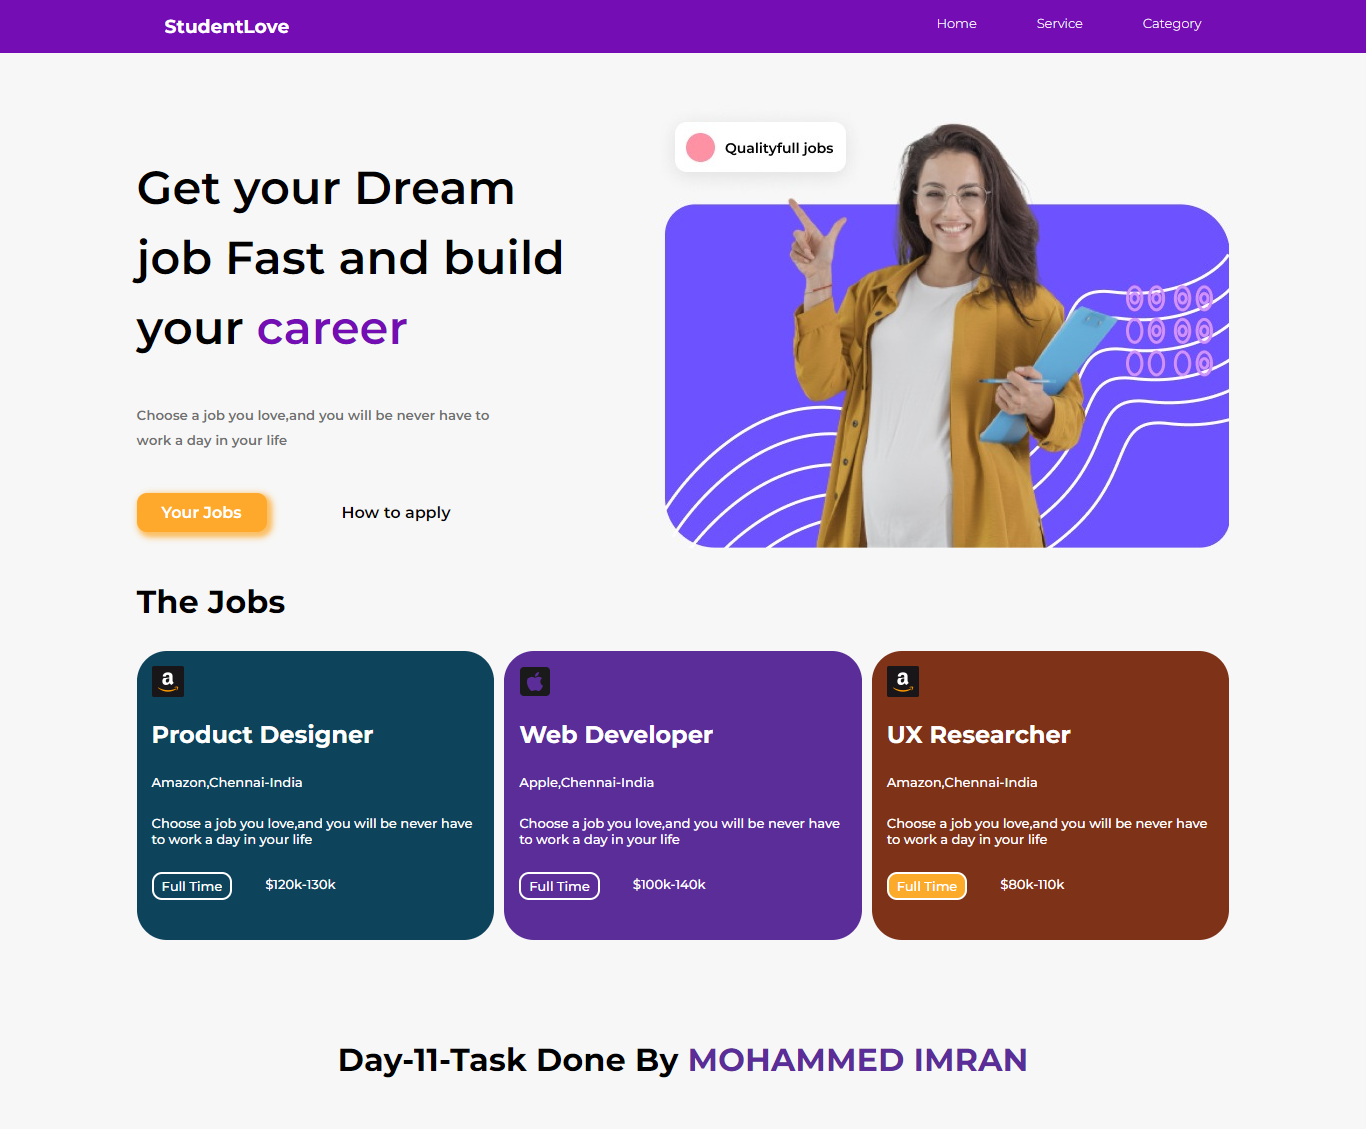 StudentLove
Home
Service
Category
Qualityfull jobs
Get your Dream
job Fast and build
your career
Choose a job you love,and you will be never have to
work a day in your life
Your Jobs
How to apply
The Jobs
a
Product Designer
Amazon,Chennai-India
Choose a job you love,and you will be never have
to work a day in your life
Full Time
$120k-130k
Web Developer
Apple,Chennai-India
Choose a job you love,and you will be never have
to work a day in your life
Full Time
$100k-140k
a
UX Researcher
Amazon,Chennai-India
Choose a job you love,and you will be never have
to work a day in your life
Full Time
$80k-110k
Day-11-Task Done By MOHAMMED IMRAN